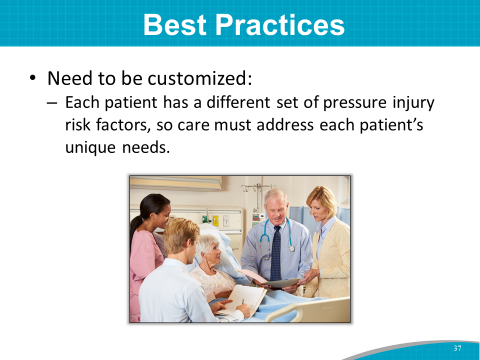 Best Practices
• Need to be customized:
– Each patient has a different set of pressure injury
risk factors, so care must address each patient’s
unique needs.
37